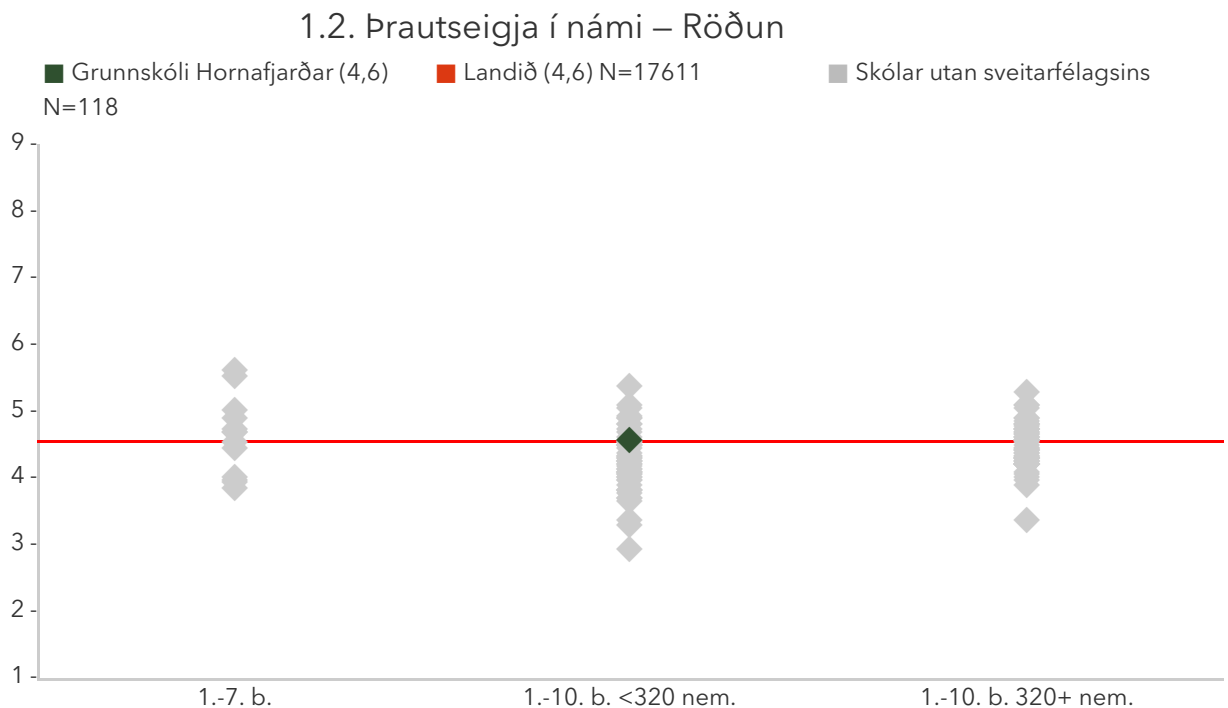 1.2. Þrautseigja í námi – Röðun
Grunnskóli Hornafjarðar (4,6) Landið (4,6) N=17611 Skólar utan sveitarfélagsins
N=118
9
8
7
6
5
4
3
2
1
1.-7. b. 1.-10. b. <320 nem. 1.-10. b. 320+ nem.